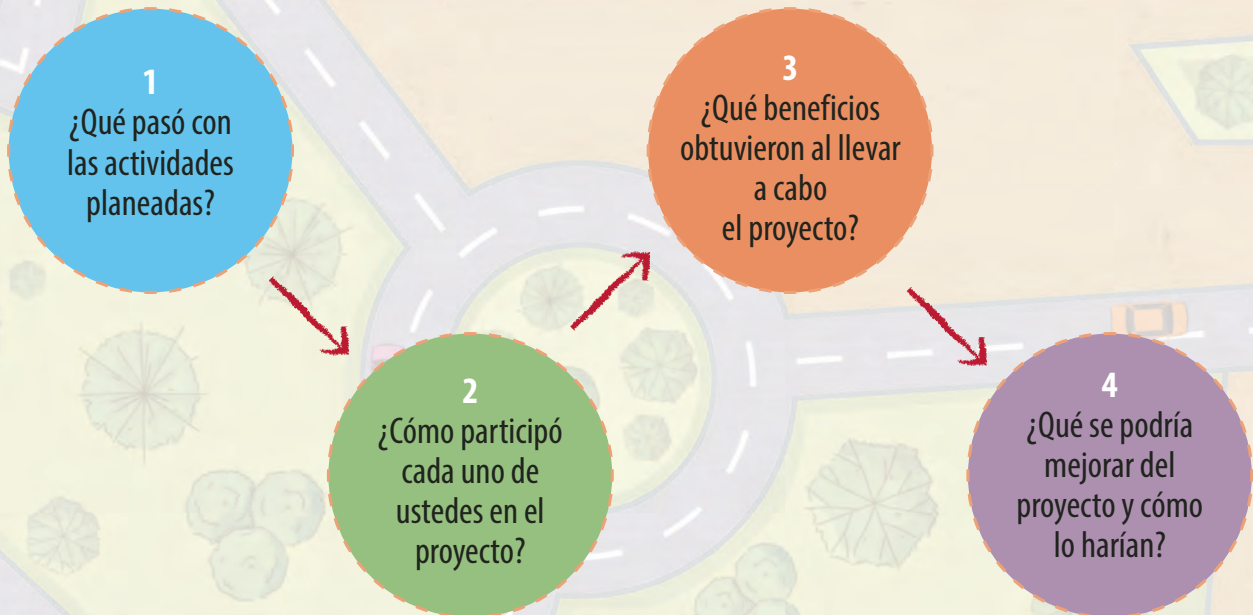 1
¿Qué pasó con
las actividades
planeadas?
2
¿Cómo participó
cada uno de
ustedes en el
proyecto?
3
¿Qué beneficios
obtuvieron al llevar
a cabo
el proyecto?
4
¿Qué se podría
mejorar del
proyecto y cómo
lo harían?